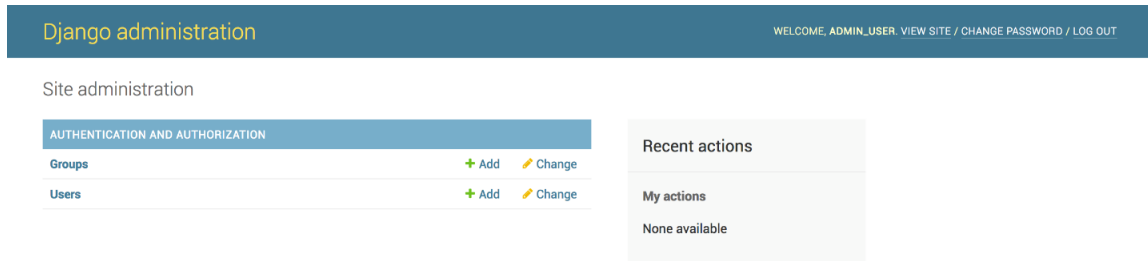 Django administration
WELCOME, ADMIN_USER. VIEW SITE / CHANGE PASSWORD / LOG OUT
Site administration
AUTHENTICATION AND AUTHORIZATION
Groups + Add Change
Users + Add Change
Recent actions
My actions
None available